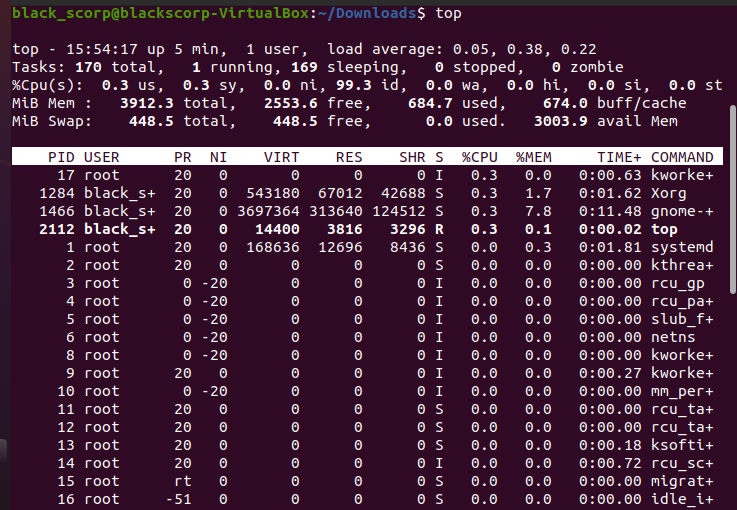 black_scorp@blackscorp-VirtualBox:~/Downloads$ top
top - 15:54:17 up 5 min,  1 user,  load average: 0.05, 0.38, 0.22
Tasks: 170 total,   1 running, 169 sleeping,   0 stopped,   0 zombie
%Cpu(s):  0.3 us,  0.3 sy,  0.0 ni, 99.3 id,  0.0 wa,  0.0 hi,  0.0 si,  0.0 st
MiB Mem :   3912.3 total,   2553.6 free,    684.7 used,    674.0 buff/cache
MiB Swap:    448.5 total,    448.5 free,      0.0 used.   3003.9 avail Mem
PID USER      PR  NI    VIRT    RES    SHR S  %CPU  %MEM     TIME+ COMMAND
17 root      20   0       0      0      0 I   0.3   0.0   0:00.63 kworke+
1284 black_s+  20   0  543180  67012  42688 S   0.3   1.7   0:01.62 Xorg
1466 black_s+  20   0 3697364 313640 124512 S   0.3   7.8   0:11.48 gnome-+
2112 black_s+  20   0   14400   3816   3296 R   0.3   0.1   0:00.02 top
1 root      20   0  168636  12696   8436 S   0.0   0.3   0:01.81 systemd
2 root      20   0       0      0      0 S   0.0   0.0   0:00.00 kthrea+
3 root       0 -20       0      0      0 I   0.0   0.0   0:00.00 rcu_gp
4 root       0 -20       0      0      0 I   0.0   0.0   0:00.00 rcu_pa+
5 root       0 -20       0      0      0 I   0.0   0.0   0:00.00 slub_f+
6 root       0 -20       0      0      0 I   0.0   0.0   0:00.00 netns
8 root       0 -20       0      0      0 I   0.0   0.0   0:00.00 kworke+
9 root      20   0       0      0      0 I   0.0   0.0   0:00.27 kworke+
10 root       0 -20       0      0      0 I   0.0   0.0   0:00.00 mm_per+
11 root      20   0       0      0      0 S   0.0   0.0   0:00.00 rcu_ta+
12 root      20   0       0      0      0 S   0.0   0.0   0:00.00 rcu_ta+
13 root      20   0       0      0      0 S   0.0   0.0   0:00.18 ksofti+
14 root      20   0       0      0      0 I   0.0   0.0   0:00.72 rcu_sc+
15 root      rt   0       0      0      0 S   0.0   0.0   0:00.00 migrat+
16 root     -51   0       0      0      0 S   0.0   0.0   0:00.00 idle_i+